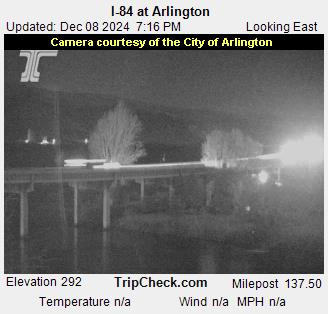 I-84 at Arlington
Updated: Dec 08 2024 7:16 PM Looking East
Camera courtesy of the City of Arlington
Elevation 292 TripCheck.com Milepost 137.50
Temperature n/a Wind n/a MPH n/a